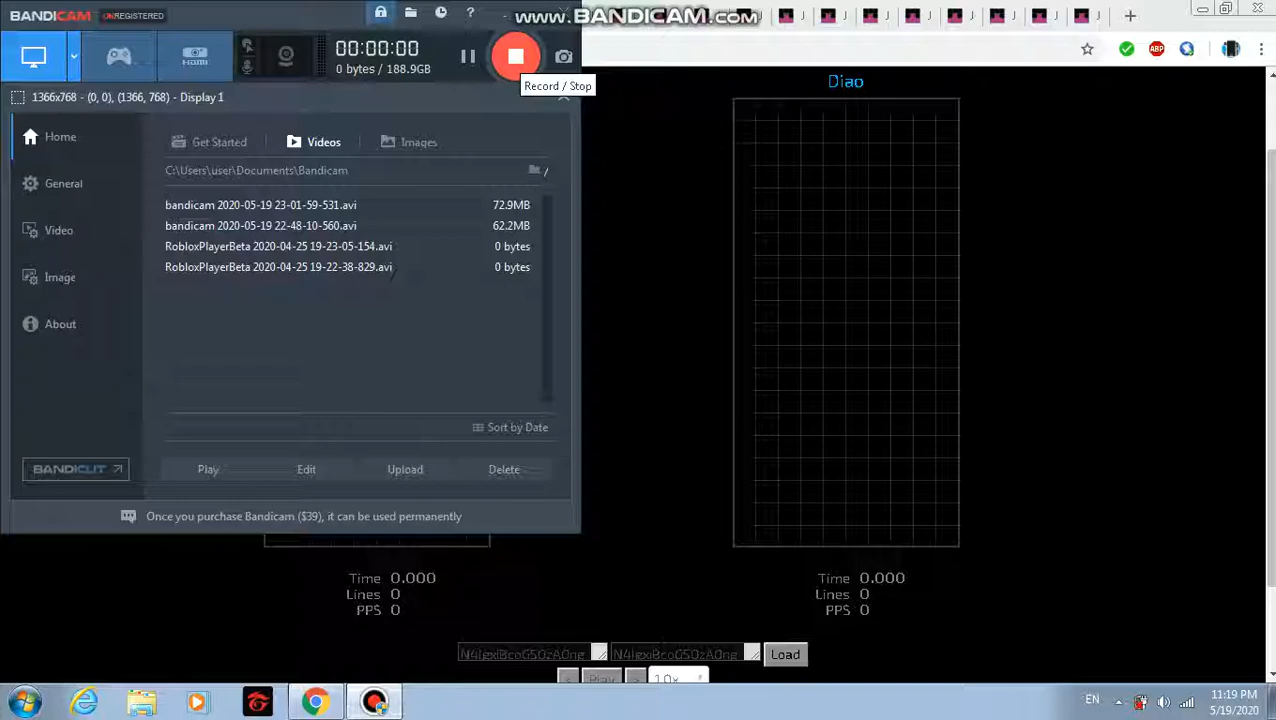 BANDICAM UNREGISTERED
www.BANDICAM.com
HDMI
00:00:00
0 bytes / 188.9GB
Record / Stop
1366x768 - (0, 0), (1366, 768) - Display 1
Diao
Home
Get Started
Videos
Images
C:\Users\user\Documents\Bandicam
General
bandicam 2020-05-19 23-01-59-531.avi 72.9MB
bandicam 2020-05-19 22-48-10-560.avi 62.2MB
RobloxPlayerBeta 2020-04-25 19-23-05-154.avi 0 bytes
RobloxPlayerBeta 2020-04-25 19-22-38-829.avi 0 bytes
Video
Image
About
Sort by Date
BANDICUT
Play Edit Upload Delete
Once you purchase Bandicam ($39), it can be used permanently
Time 0.000
Lines 0
PPS 0
Time 0.000
Lines 0
PPS 0
Load
< Play > 1.0x
ABP
EN
11:19 PM
5/19/2020